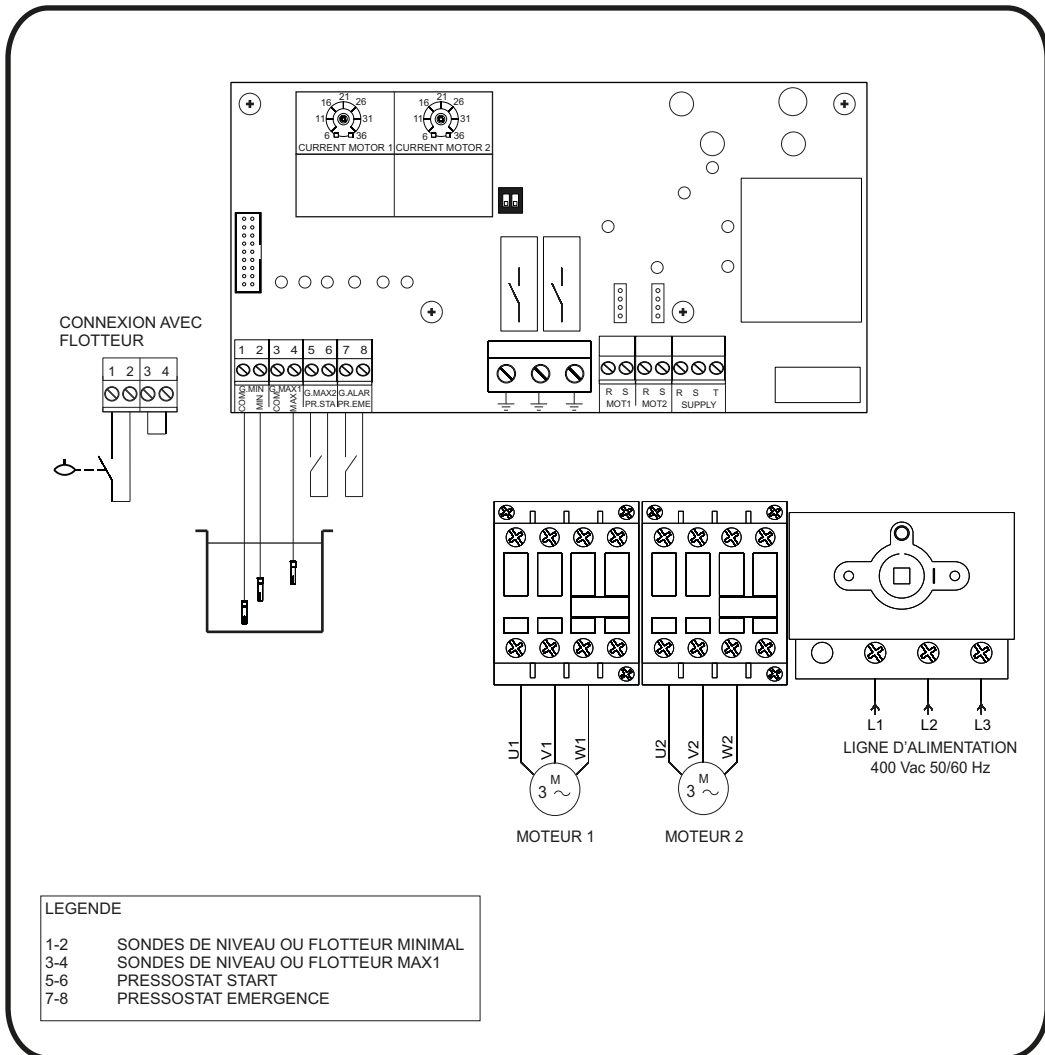 21
16 26
11 31
6 36
CURRENT MOTOR 1
21
16 26
11 31
6 36
CURRENT MOTOR 2
CONNEXION AVEC
FLOTTEUR
1 2 3 4
1 2 3 4 5 6 7 8
G.MIN
COM
MIN
G.MAX1
COM
MAX1
G.MAX2
PR.STA
G.ALAR
PR.EME
R S
MOT1
R S
MOT2
R S T
SUPPLY
U1 V1 W1
M
3 ~
MOTEUR 1
U2 V2 W2
M
3 ~
MOTEUR 2
L1 L2 L3
LIGNE D'ALIMENTATION
400 Vac 50/60 Hz
LEGENDE
1-2 SONDES DE NIVEAU OU FLOTTEUR MINIMAL
3-4 SONDES DE NIVEAU OU FLOTTEUR MAX1
5-6 PRESSOSTAT START
7-8 PRESSOSTAT EMERGENCE